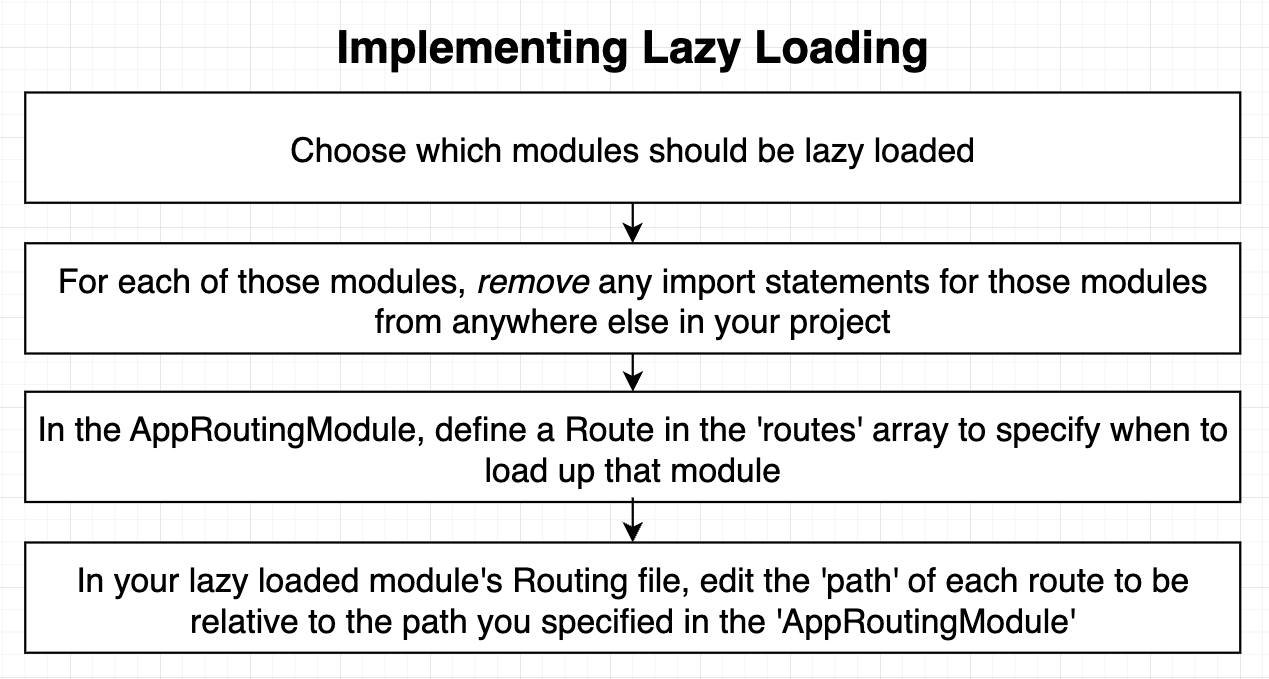 Implementing Lazy Loading
Choose which modules should be lazy loaded
For each of those modules, remove any import statements for those modules
from anywhere else in your project
In the AppRoutingModule, define a Route in the 'routes' array to specify when to
load up that module
In your lazy loaded module's Routing file, edit the 'path' of each route to be
relative to the path you specified in the 'AppRoutingModule'